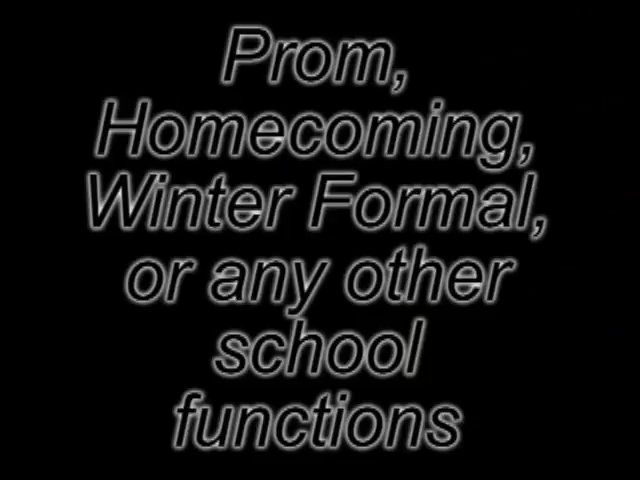 Prom,
Homecoming,
Winter Formal,
or any other
school
functions